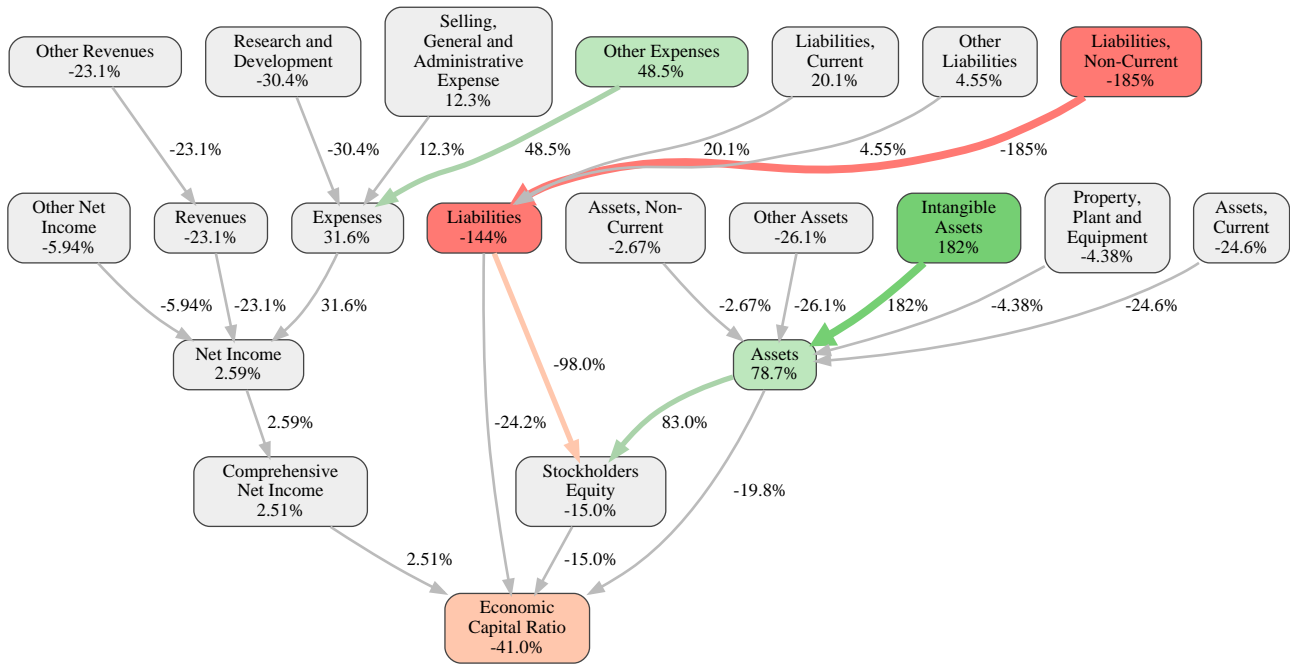 Other Revenues
-23.1%
Research and
Development
-30.4%
Selling,
General and
Administrative
Expense
12.3%
Other Expenses
48.5%
Liabilities,
Current
20.1%
Other
Liabilities
4.55%
Liabilities,
Non-Current
-185%
-23.1%
-30.4%
12.3%
48.5%
20.1%
4.55%
-185%
Other Net
Income
-5.94%
Revenues
-23.1%
Expenses
31.6%
Liabilities
-144%
Assets, Non-
Current
-2.67%
Other Assets
-26.1%
Intangible
Assets
182%
Property,
Plant and
Equipment
-4.38%
Assets,
Current
-24.6%
-5.94%
-23.1%
31.6%
-2.67%
-26.1%
182%
-4.38%
-24.6%
Net Income
2.59%
-98.0%
Assets
78.7%
2.59%
-24.2%
83.0%
Comprehensive
Net Income
2.51%
Stockholders
Equity
-15.0%
-19.8%
2.51%
-15.0%
Economic
Capital Ratio
-41.0%